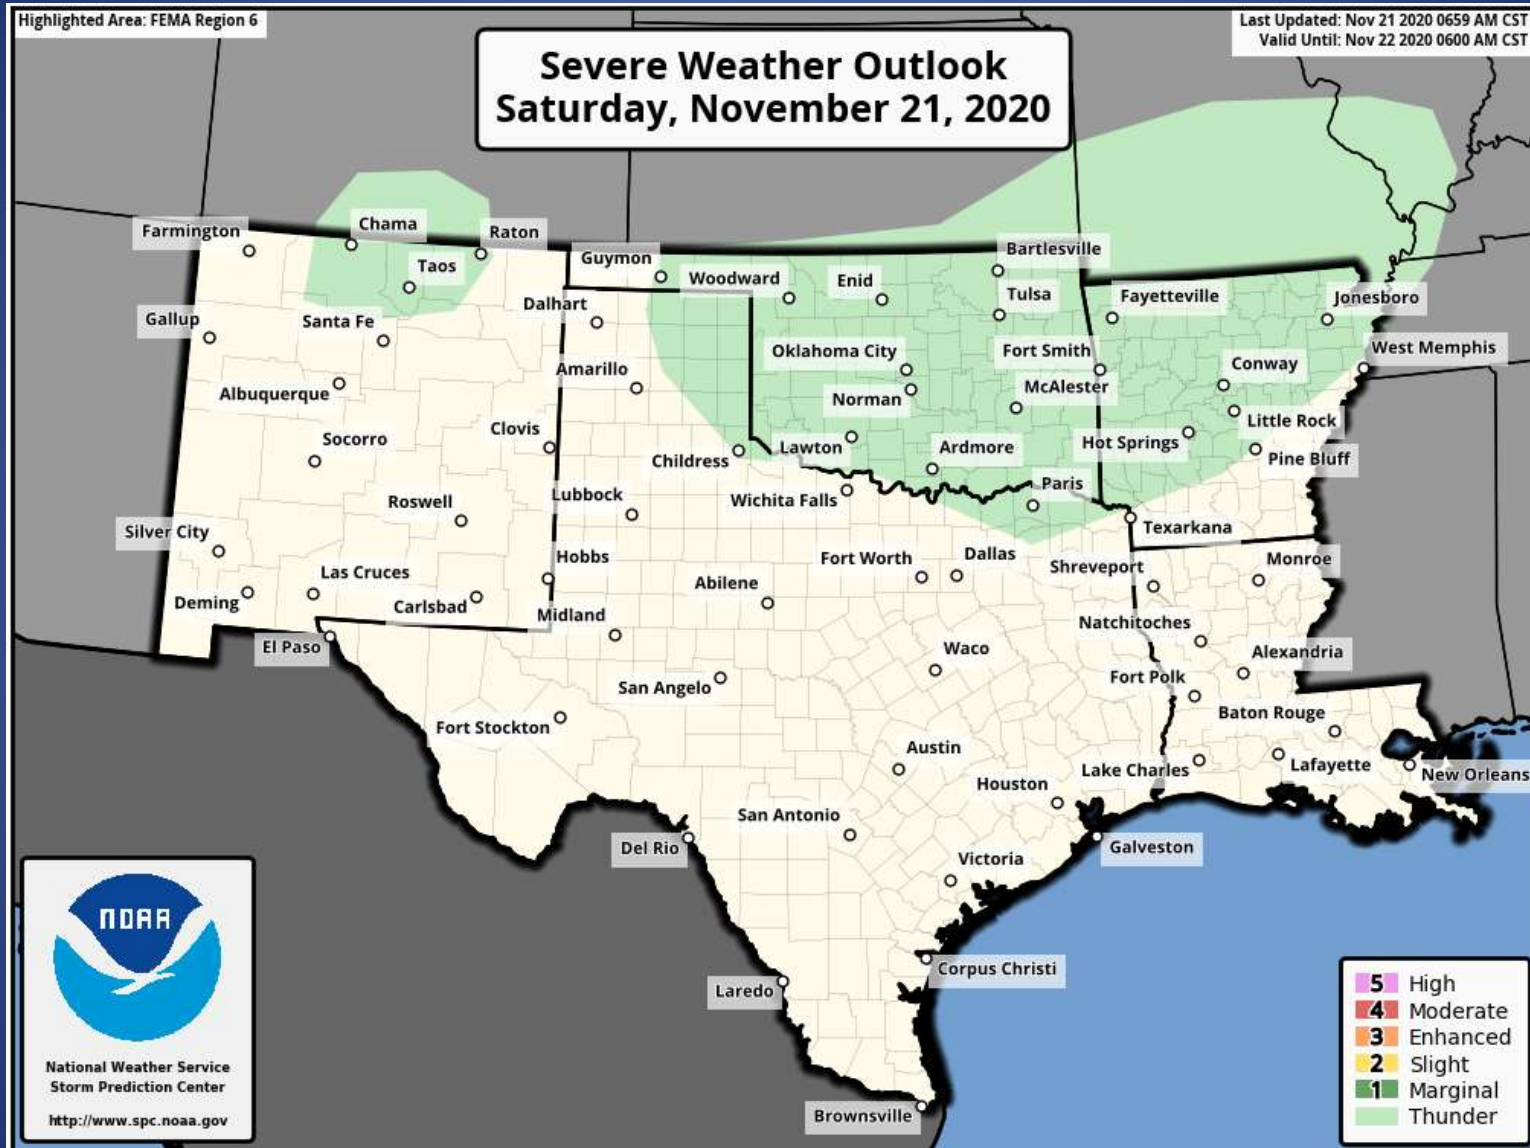 Highlighted Area: FEMA Region 6
Last Updated: Nov 21 2020 0659 AM CST
Valid Until: Nov 22 2020 0600 AM CST
Severe Weather Outlook
Saturday, November 21, 2020
Farmington
Chama
Raton
Taos
Guymon
Woodward
Enid
Bartlesville
Tulsa
Fayetteville
Jonesboro
Gallup
Santa Fe
Dalhart
Oklahoma City
Fort Smith
Conway
West Memphis
Albuquerque
Amarillo
Norman
McAlester
Little Rock
Socorro
Clovis
Childress
Lawton
Ardmore
Hot Springs
Pine Bluff
Roswell
Lubbock
Wichita Falls
Paris
Texarkana
Silver City
Las Cruces
Hobbs
Abilene
Fort Worth
Dallas
Shreveport
Monroe
Deming
Carlsbad
Midland
Natchitoches
El Paso
San Angelo
Waco
Fort Polk
Alexandria
Fort Stockton
Austin
Baton Rouge
Houston
Lake Charles
Lafayette
New Orleans
San Antonio
Del Rio
Victoria
Galveston
Laredo
Corpus Christi
Brownsville
NOAA
National Weather Service
Storm Prediction Center
http://www.spc.noaa.gov
5 High
4 Moderate
3 Enhanced
2 Slight
1 Marginal
Thunder